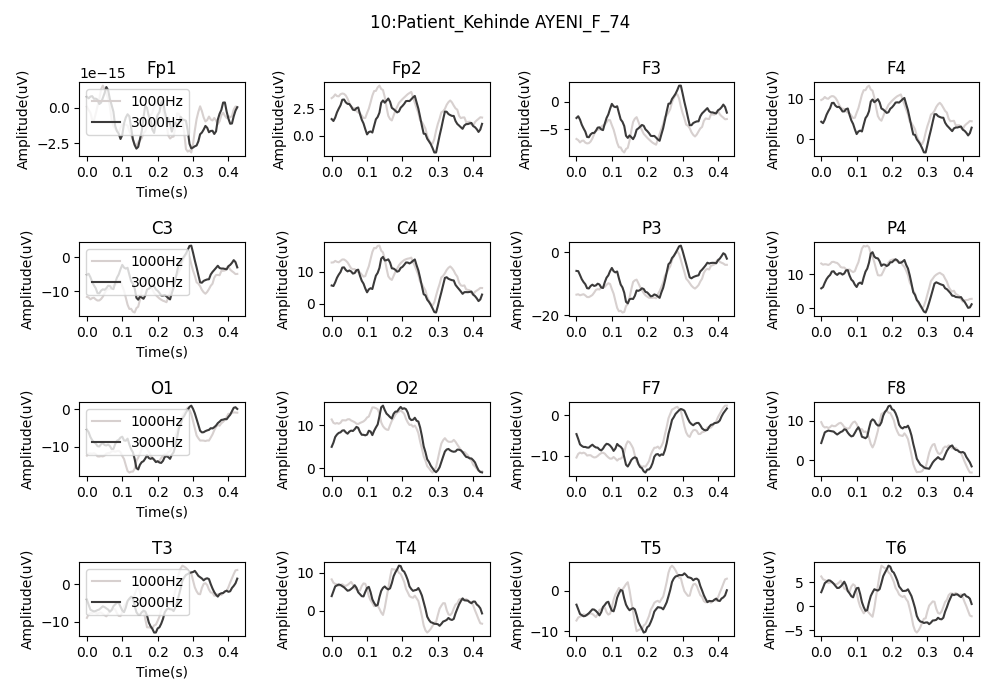 10:Patient_Kehinde AYENI_F_74
1e−15
Fp1 Fp2 F3 F4
Amplitude(uV) Amplitude(uV) Amplitude(uV) Amplitude(uV)
1000Hz
3000Hz
0.0 −2.5
2.5 0.0
0 −5
10 0
0.0 0.1 0.2 0.3 0.4
0.0 0.1 0.2 0.3 0.4
0.0 0.1 0.2 0.3 0.4
0.0 0.1 0.2 0.3 0.4
Time(s)
C3 C4 P3 P4
Amplitude(uV) Amplitude(uV) Amplitude(uV) Amplitude(uV)
1000Hz
3000Hz
0 −10
10 0
0 −20
10 0
0.0 0.1 0.2 0.3 0.4
0.0 0.1 0.2 0.3 0.4
0.0 0.1 0.2 0.3 0.4
0.0 0.1 0.2 0.3 0.4
Time(s)
O1 O2 F7 F8
Amplitude(uV) Amplitude(uV) Amplitude(uV) Amplitude(uV)
1000Hz
3000Hz
0 −10
10 0
0 −10
10 0
0.0 0.1 0.2 0.3 0.4
0.0 0.1 0.2 0.3 0.4
0.0 0.1 0.2 0.3 0.4
0.0 0.1 0.2 0.3 0.4
Time(s)
T3 T4 T5 T6
Amplitude(uV) Amplitude(uV) Amplitude(uV) Amplitude(uV)
1000Hz
3000Hz
0 −10
10 0
0 −10
5 0 −5
0.0 0.1 0.2 0.3 0.4
0.0 0.1 0.2 0.3 0.4
0.0 0.1 0.2 0.3 0.4
0.0 0.1 0.2 0.3 0.4
Time(s)